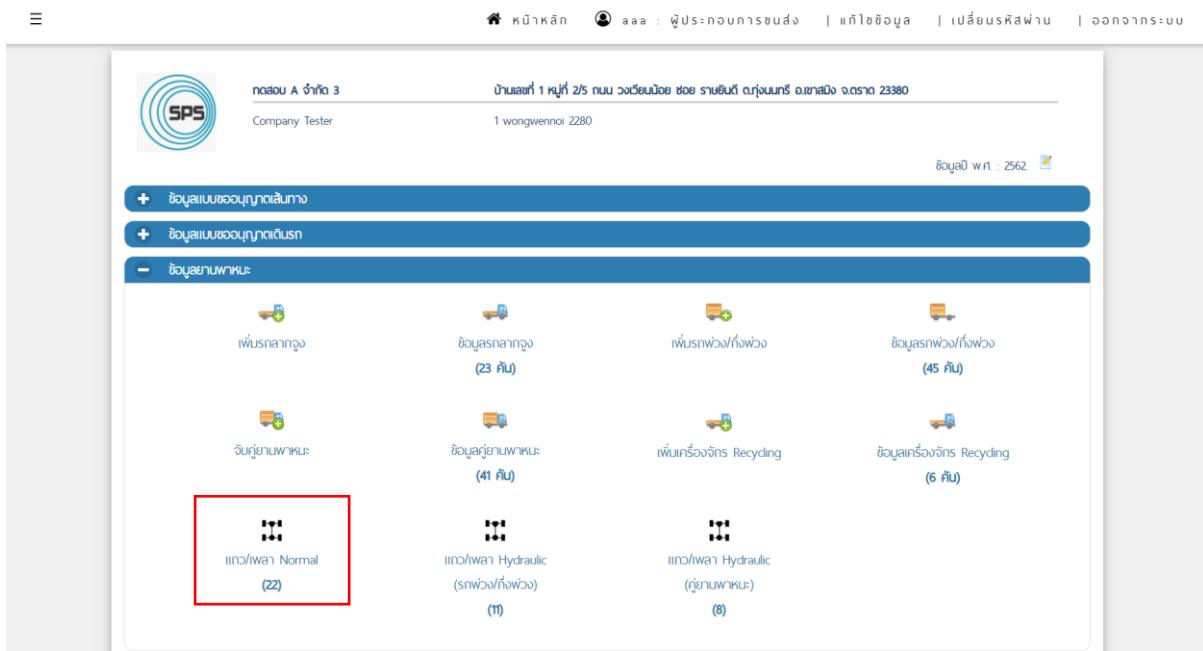 ☰ หน้าหลัก aaa : ผู้ประกอบการขนส่ง | แก้ไขข้อมูล | เปลี่ยนรหัสผ่าน | ออกจากระบบ
SPS
ทดสอบ A จำกัด 3 บ้านเลขที่ 1 หมู่ที่ 2/5 ถนน วงเวียนน้อย ซอย ราษยินดี ต.ทุ่งนนทรี อ.เขาสมิง จ.ตราด 23380
Company Tester 1 wongwennoi 2280
ข้อมูลปี พ.ศ. : 2562
ข้อมูลแบบขออนุญาตเส้นทาง
ข้อมูลแบบขออนุญาตเดินรถ
ข้อมูลยานพาหนะ
เพิ่มรถลากจูง ข้อมูลรถลากจูง เพิ่มรถพ่วง/กึ่งพ่วง ข้อมูลรถพ่วง/กึ่งพ่วง
(23 คัน) (45 คัน)
จับคู่ยานพาหนะ ข้อมูลคู่ยานพาหนะ เพิ่มเครื่องจักร Recycling ข้อมูลเครื่องจักร Recycling
(41 คัน) (6 คัน)
แถว/เพลา Normal แถว/เพลา Hydraulic แถว/เพลา Hydraulic
(22) (รถพ่วง/กึ่งพ่วง) (คู่ยานพาหนะ)
(11) (8)